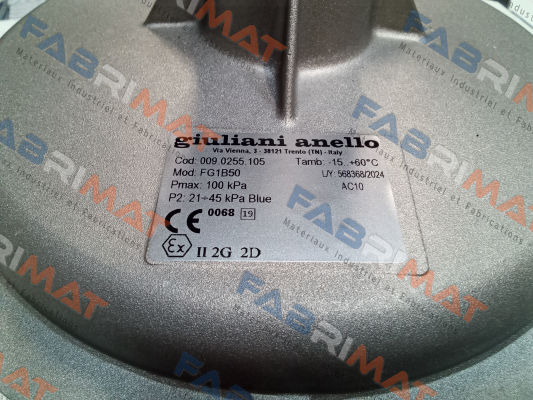 giuliani anello
Via Vienna, 3 - 38121 Trento (TN) - Italy
Cod: 009.0255.105 Tamb: -15..+60°C
Mod: FG1B50 U/Y: 568368/2024
Pmax: 100 kPa AC10
P2: 21÷45 kPa Blue
CE 0068 19
Ex II 2G 2D
FABRIMAT
Materiaux Industriel et Fabrications